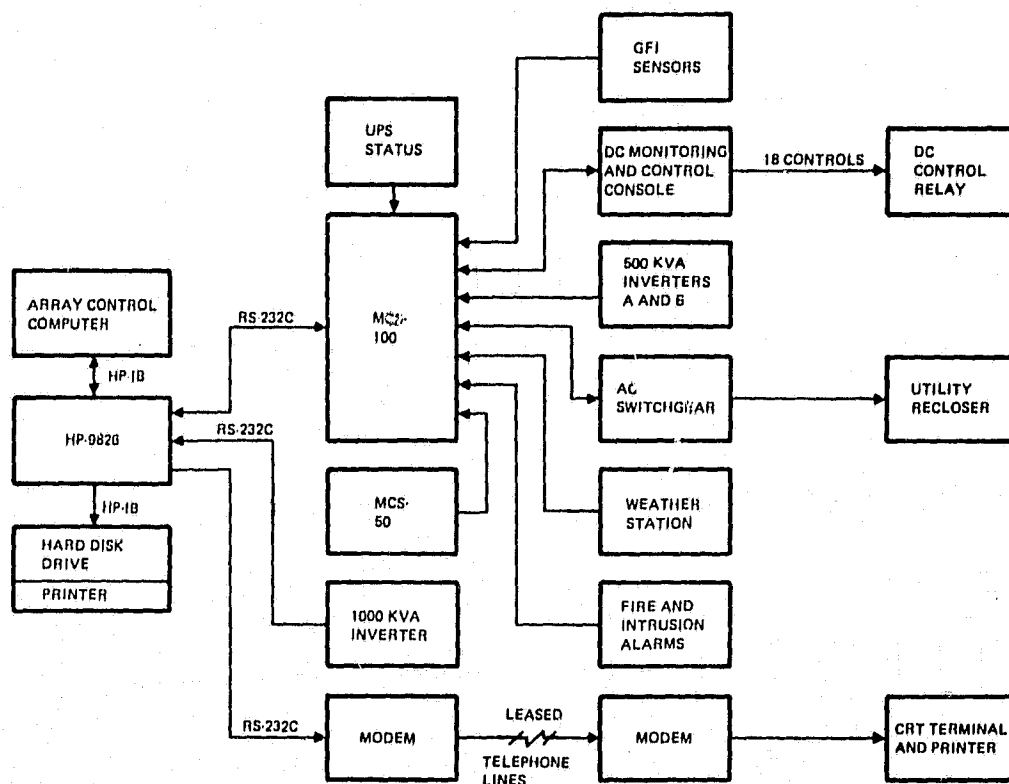 GFI
SENSORS
UPS
STATUS
DC MONITORING
AND CONTROL
CONSOLE
18 CONTROLS
DC
CONTROL
RELAY
500 KVA
INVERTERS
A AND B
ARRAY CONTROL
COMPUTER
RS-232C
MCS-
100
HP-IB
AC
SWITCHGEAR
UTILITY
RECLOSER
HP-9826
RS-232C
HP-IB
MCS-
50
WEATHER
STATION
HARD DISK
DRIVE
PRINTER
1000 KVA
INVERTER
FIRE AND
INTRUSION
ALARMS
RS-232C
MODEM
LEASED
TELEPHONE
LINES
MODEM
CRT TERMINAL
AND PRINTER